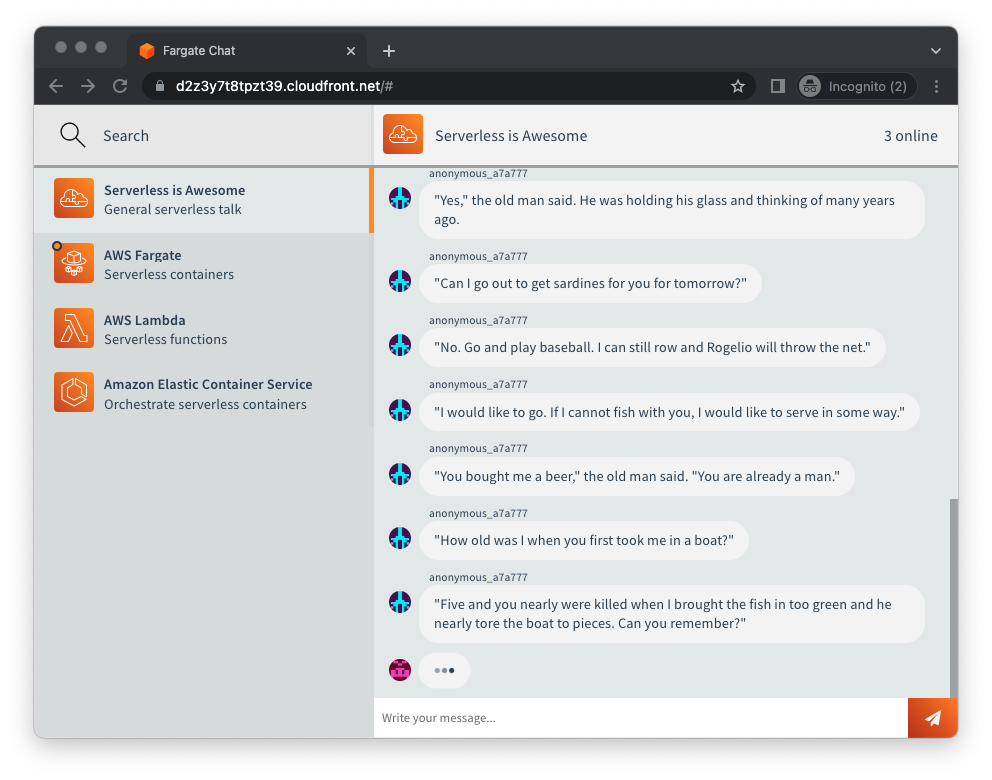 Fargate Chat
d2z3y7t8tpzt39.cloudfront.net/#
Incognito (2)
Search
Serverless is Awesome
3 online
Serverless is Awesome
General serverless talk
AWS Fargate
Serverless containers
AWS Lambda
Serverless functions
Amazon Elastic Container Service
Orchestrate serverless containers
anonymous_a7a777
"Yes," the old man said. He was holding his glass and thinking of many years
ago.
anonymous_a7a777
"Can I go out to get sardines for you for tomorrow?"
anonymous_a7a777
"No. Go and play baseball. I can still row and Rogelio will throw the net."
anonymous_a7a777
"I would like to go. If I cannot fish with you, I would like to serve in some way."
anonymous_a7a777
"You bought me a beer," the old man said. "You are already a man."
anonymous_a7a777
"How old was I when you first took me in a boat?"
anonymous_a7a777
"Five and you nearly were killed when I brought the fish in too green and he
nearly tore the boat to pieces. Can you remember?"
Write your message...